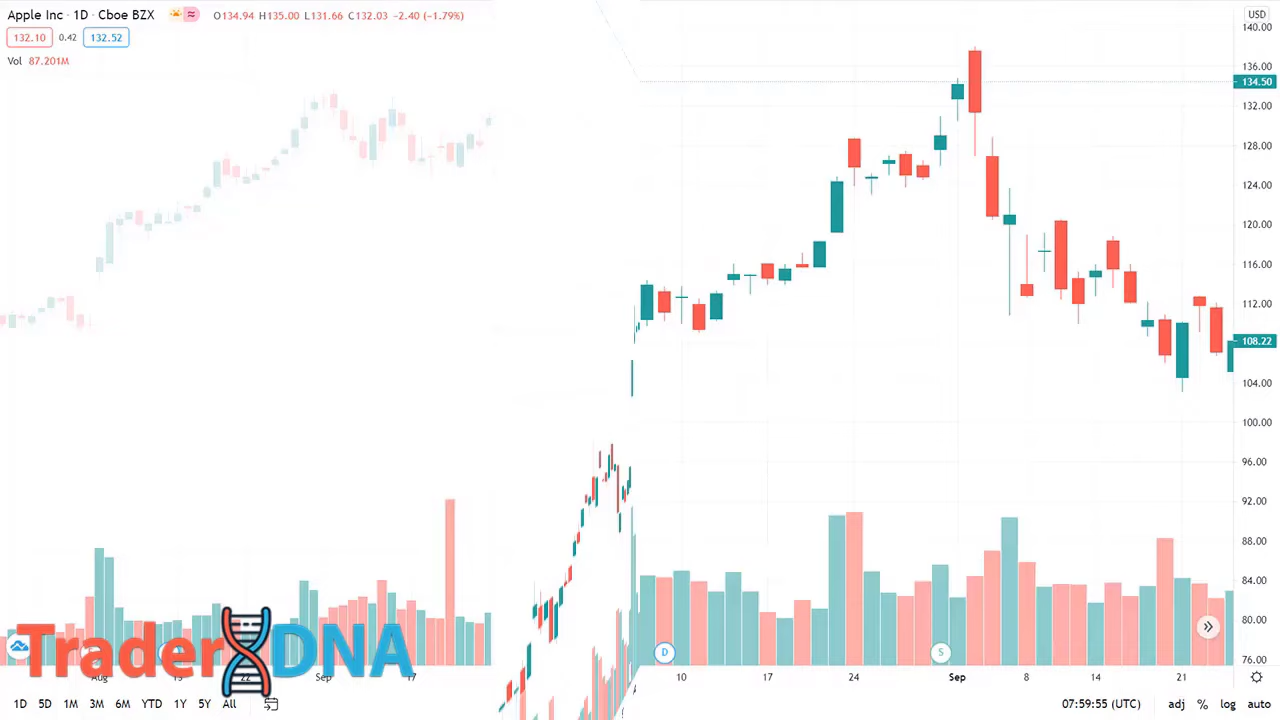 Apple Inc • 1D • Cboe BZX O134.94 H135.00 L131.66 C132.03 −2.40 (−1.79%)
132.10 0.42 132.52
Vol 87.201M
USD
140.00
136.00
134.50
132.00
128.00
124.00
120.00
116.00
112.00
108.22
104.00
100.00
96.00
92.00
88.00
84.00
80.00
76.00
D S
TraderDNA
Aug 22 Sep 17 10 17 24 Sep 8 14 21
1D 5D 1M 3M 6M YTD 1Y 5Y All 07:59:55 (UTC) adj % log auto